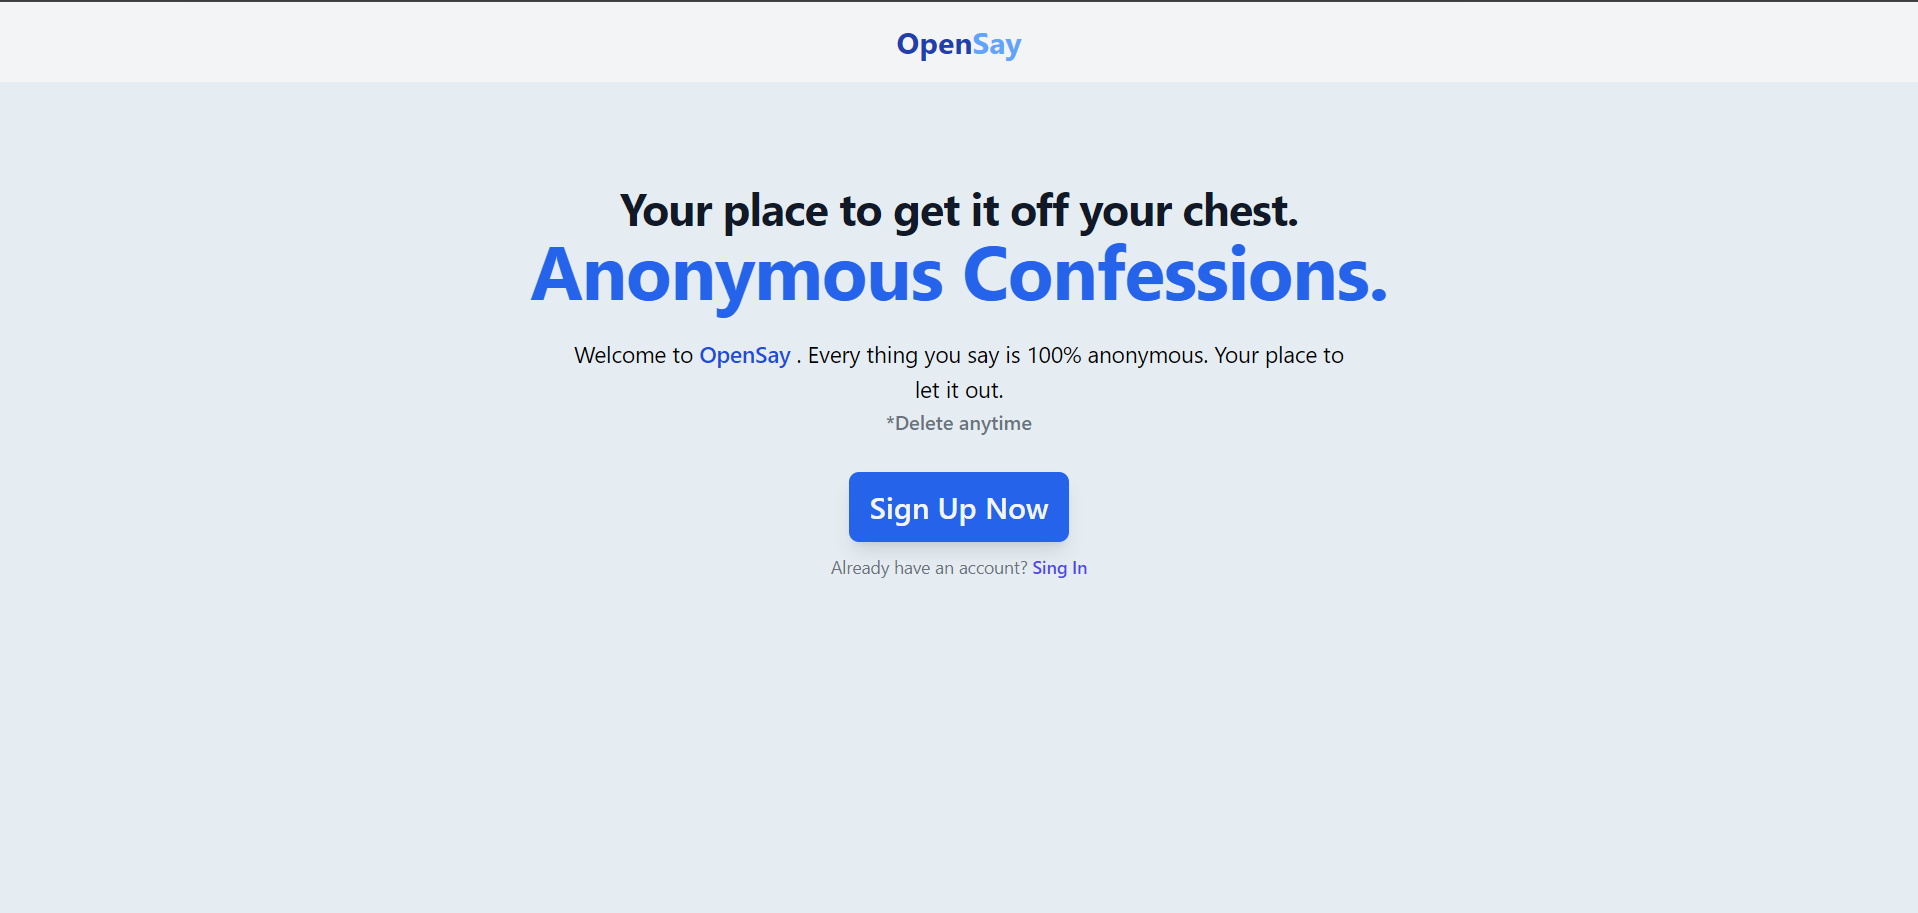 OpenSay
Your place to get it off your chest.
Anonymous Confessions.
Welcome to OpenSay . Every thing you say is 100% anonymous. Your place to
let it out.
*Delete anytime
Sign Up Now
Already have an account? Sing In